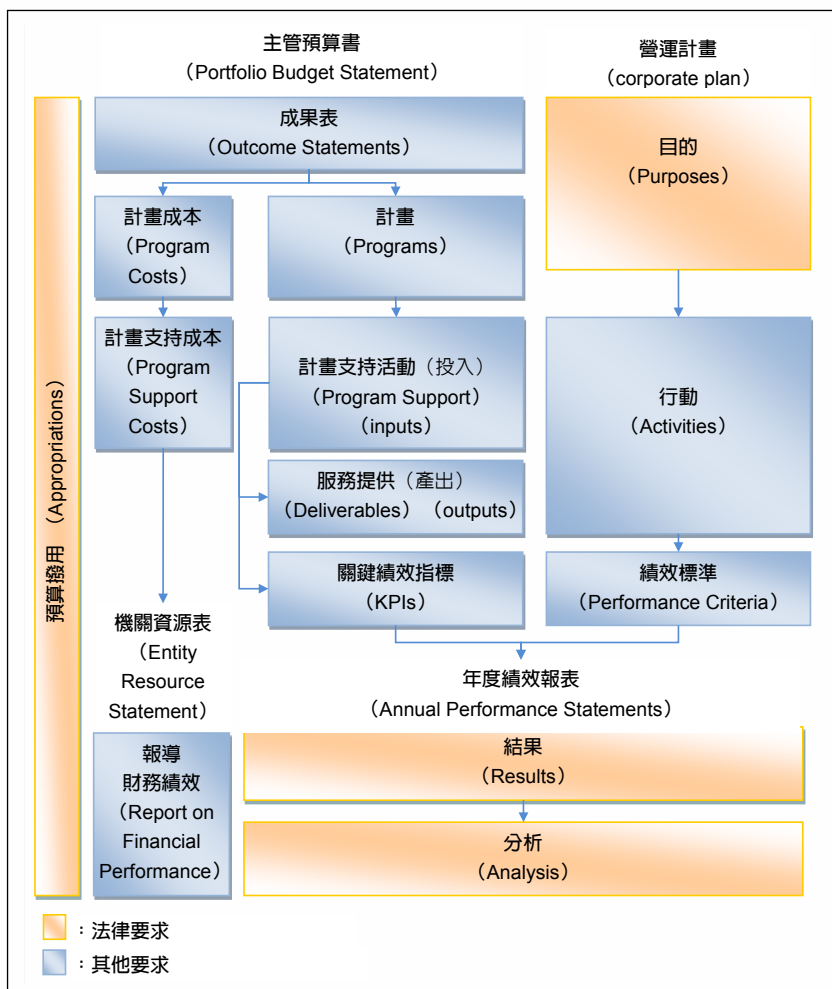 主管預算書
（Portfolio Budget Statement）
營運計畫
（corporate plan）
預算撥用 （Appropriations）
成果表
（Outcome Statements）
目的
（Purposes）
計畫成本
（Program
Costs）
計畫
（Programs）
計畫支持成本
（Program
Support
Costs）
計畫支持活動（投入）
（Program Support）
（inputs）
行動
（Activities）
服務提供（產出）
（Deliverables）（outputs）
關鍵績效指標
（KPIs）
績效標準
（Performance Criteria）
機關資源表
（Entity
Resource
Statement）
年度績效報表
（Annual Performance Statements）
報導
財務績效
（Report on
Financial
Performance）
結果
（Results）
分析
（Analysis）
：法律要求
：其他要求